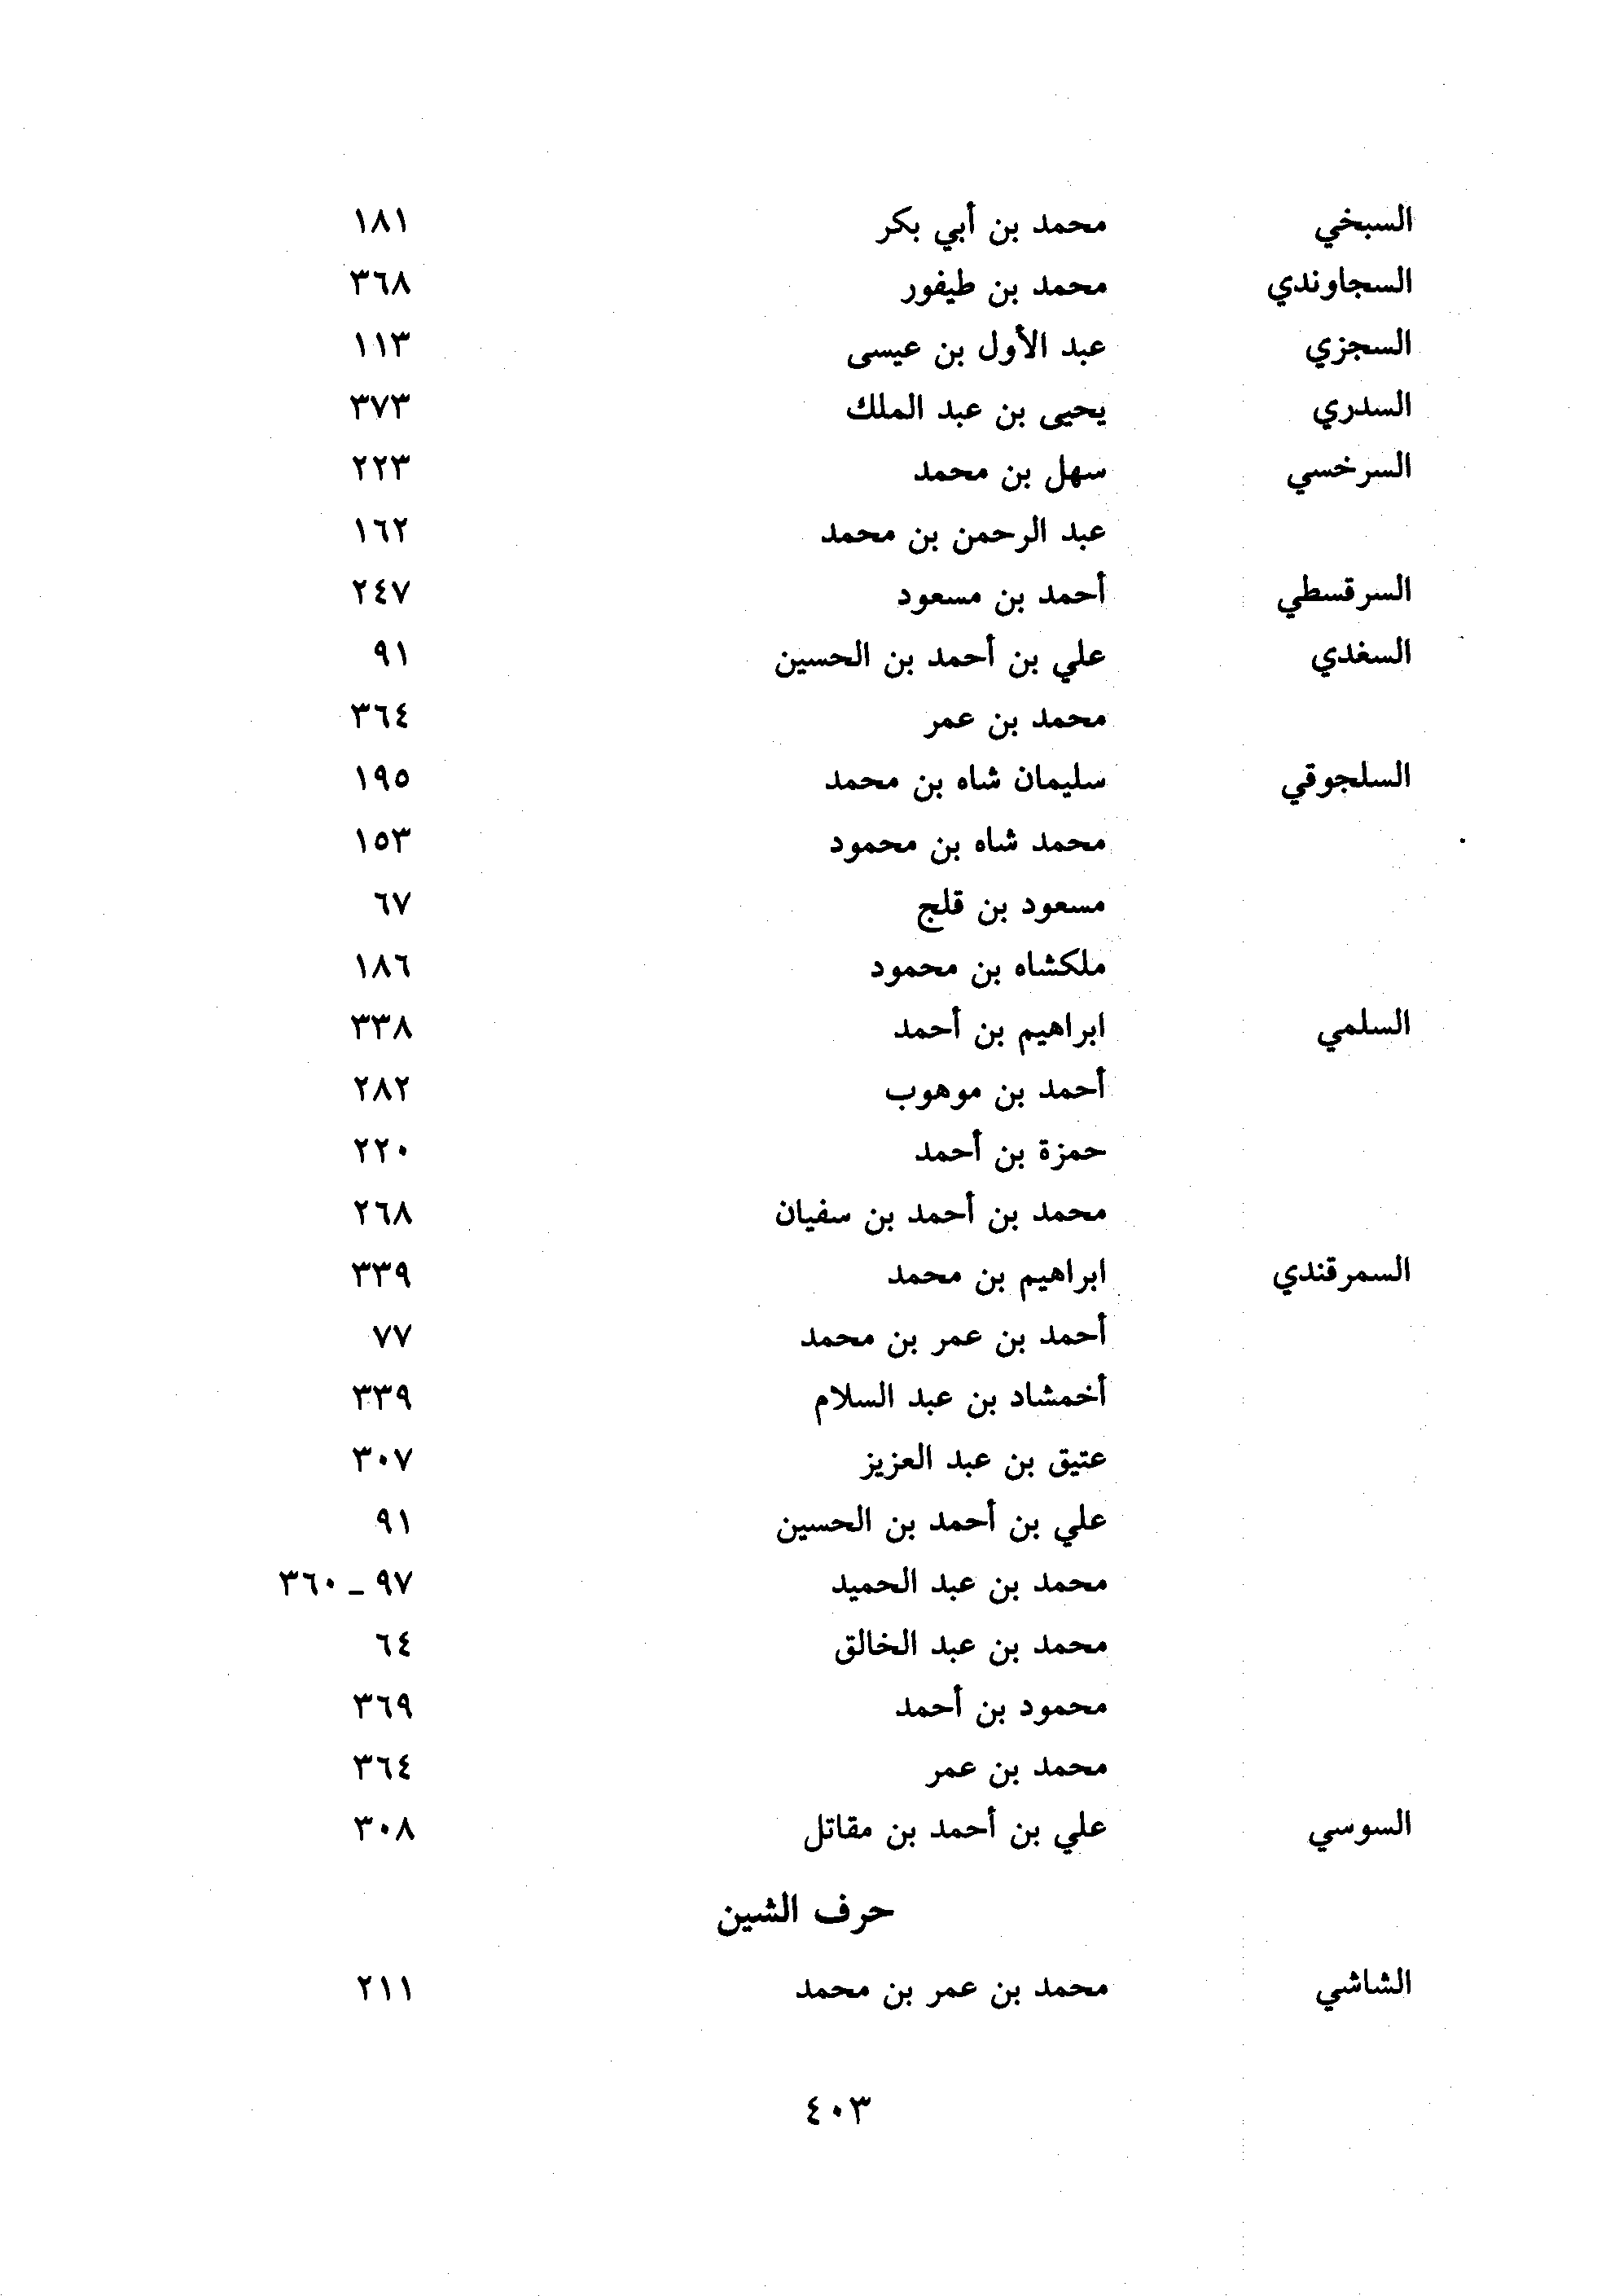 السبخي محمد بن أبي بكر ١٨١
السجاوندي محمد بن طيفور ٣٦٨
السجزي عبد الأول بن عيسى ١١٣
السدري يحيى بن عبد الملك ٣٧٣
السرخسي سهل بن محمد ٢٢٣
عبد الرحمن بن محمد ١٦٢
السرقسطي أحمد بن مسعود ٢٤٧
السغدي علي بن أحمد بن الحسين ٩١
محمد بن عمر ٣٦٤
السلجوقي سليمان شاه بن محمد ١٩٥
محمد شاه بن محمود ١٥٣
مسعود بن قلج ٦٧
ملكشاه بن محمود ١٨٦
السلمي ابراهيم بن أحمد ٣٣٨
أحمد بن موهوب ٢٨٢
حمزة بن أحمد ٢٢٠
محمد بن أحمد بن سفيان ٢٦٨
السمرقندي ابراهيم بن محمد ٣٣٩
أحمد بن عمر بن محمد ٧٧
أخمشاد بن عبد السلام ٣٣٩
عتيق بن عبد العزيز ٣٠٧
علي بن أحمد بن الحسين ٩١
محمد بن عبد الحميد ٩٧ ـ ٣٦٠
محمد بن عبد الخالق ٦٤
محمود بن أحمد ٣٦٩
محمد بن عمر ٣٦٤
السوسي علي بن أحمد بن مقاتل ٣٠٨
حرف الشين
الشاشي محمد بن عمر بن محمد ٢١١
٤٠٣